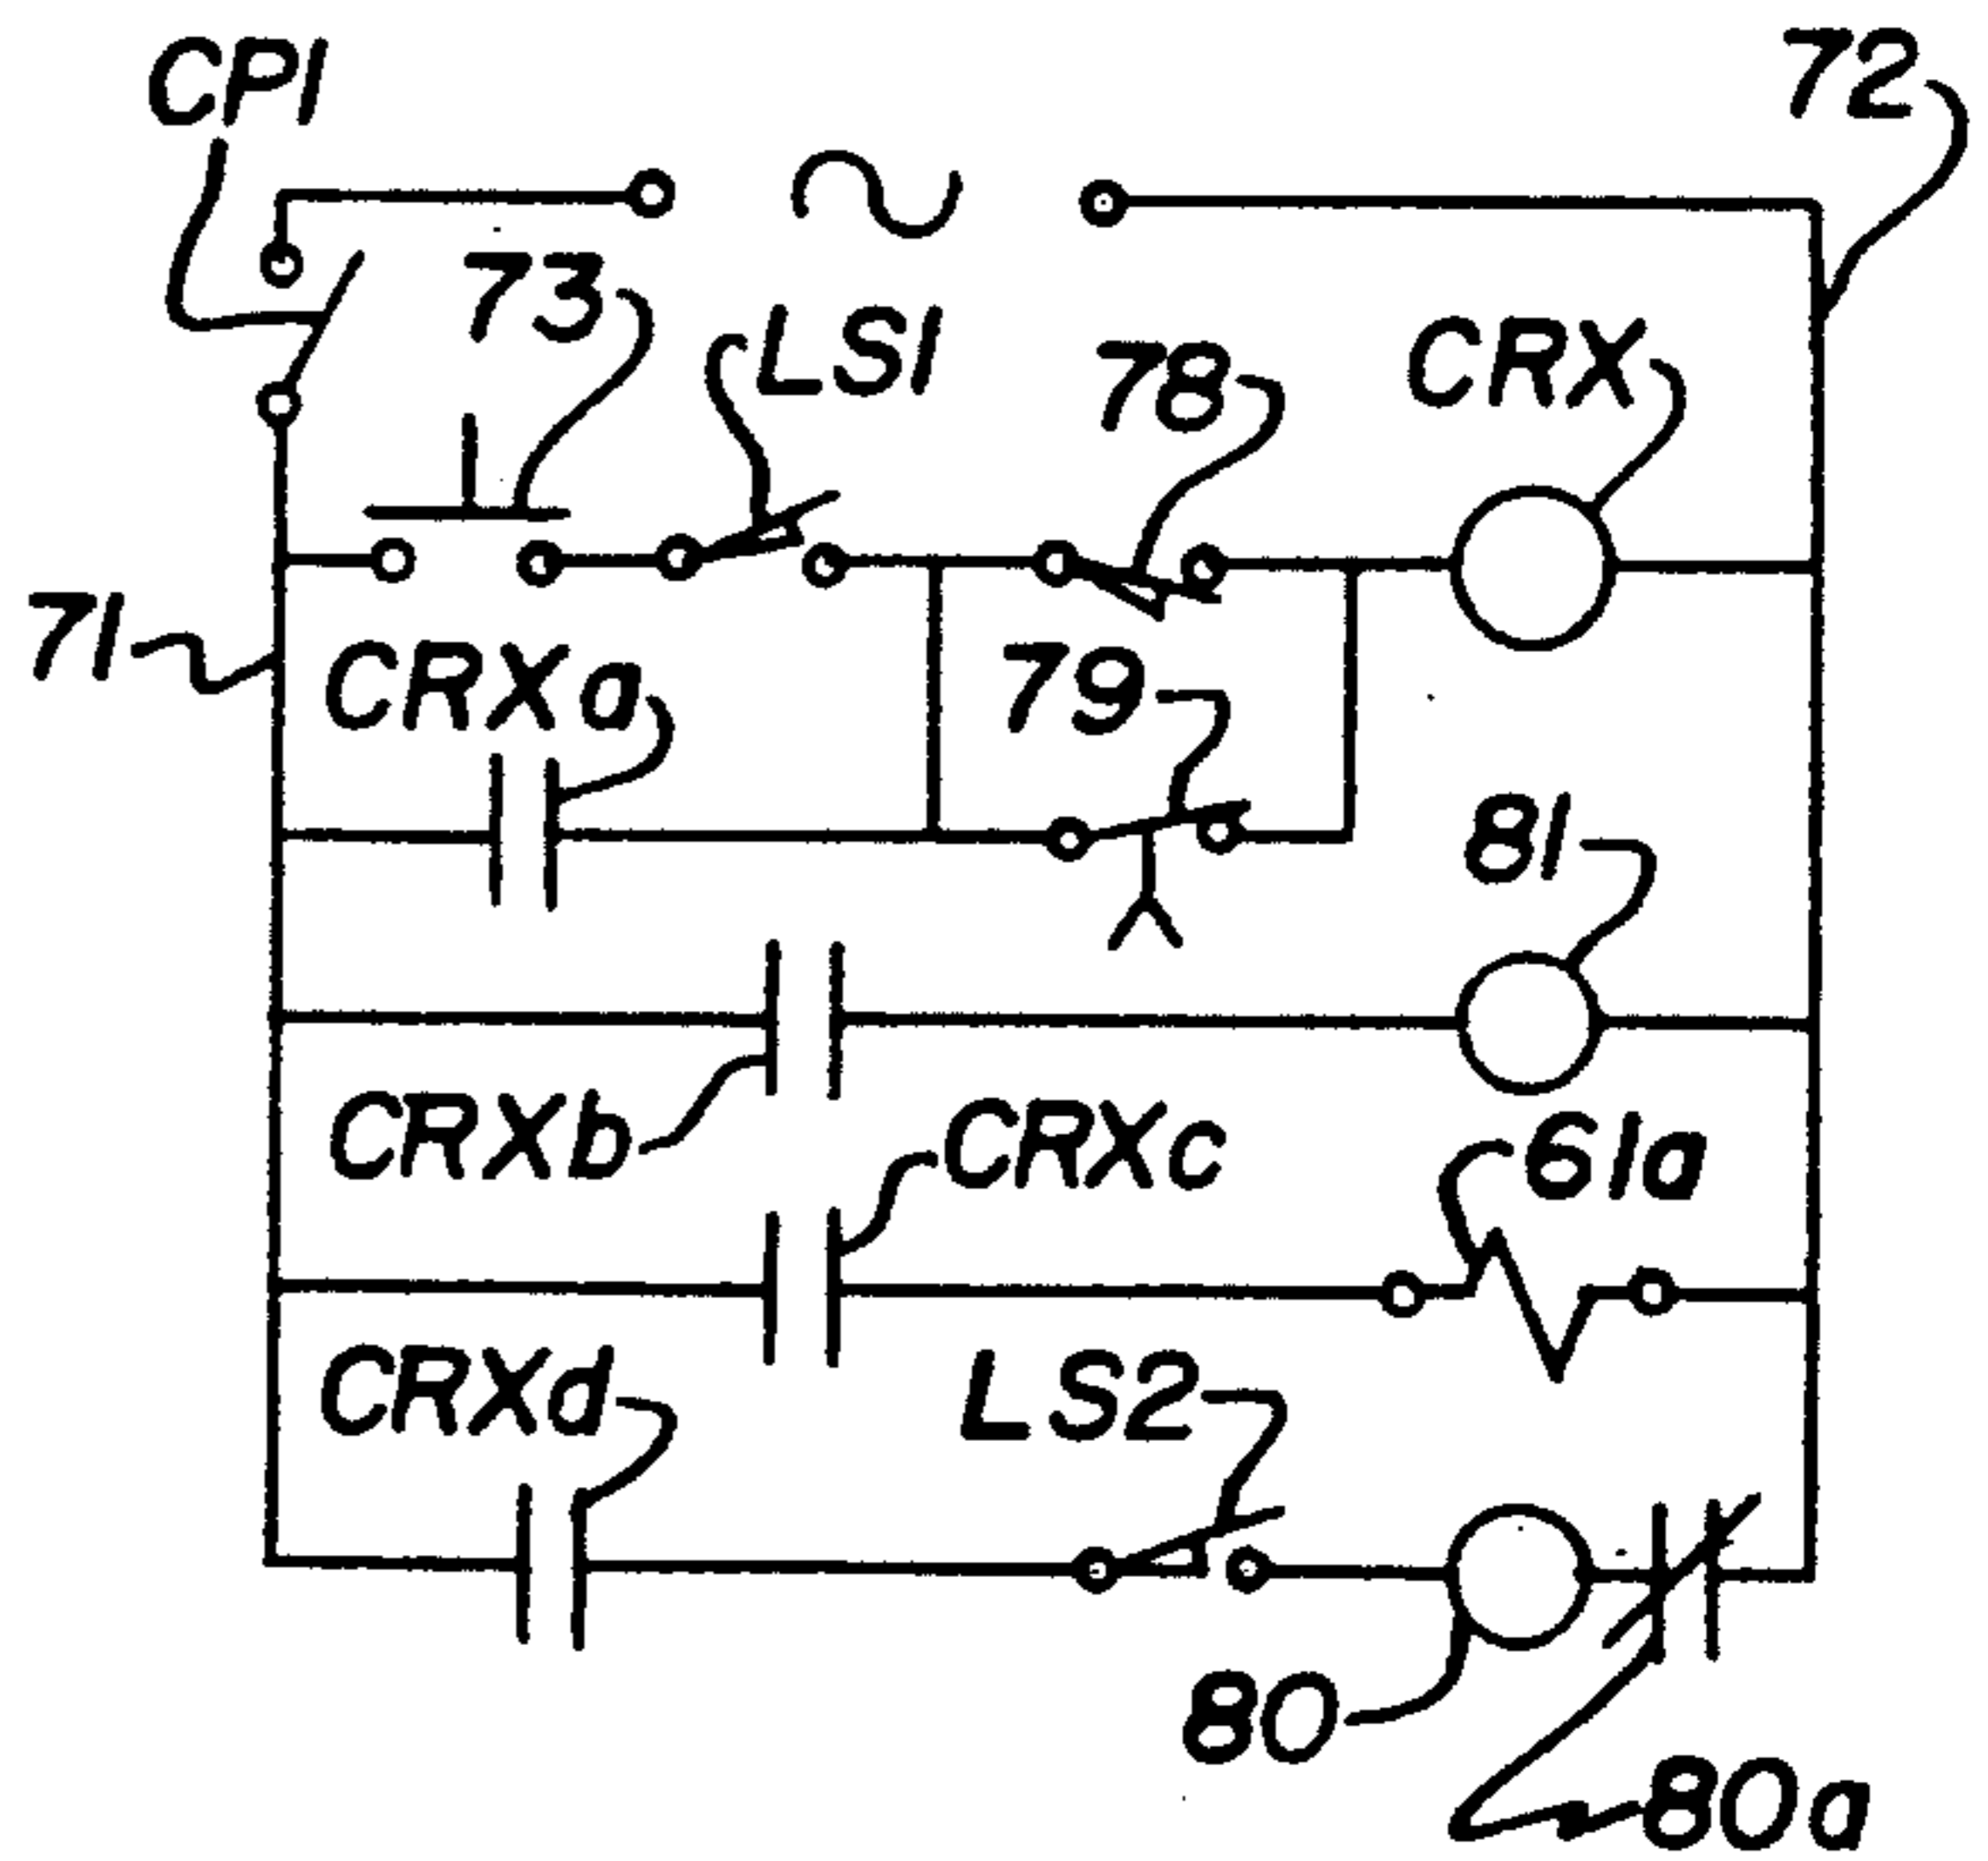 CP1
72
73
LS1
78
CRX
71
CRXa
79
81
CRXb
CRXc
61a
CRXd
LS2
80
80a